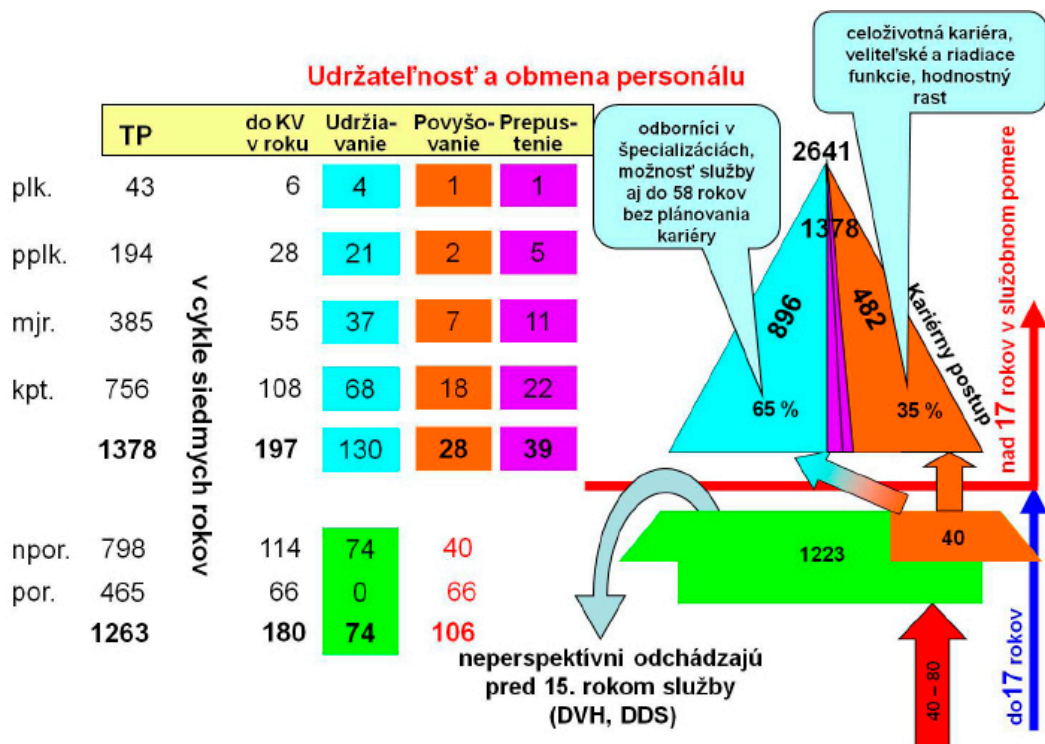 Udržateľnosť a obmena personálu
TP
do KV
v roku
Udržia-
vanie
Povyšo-
vanie
Prepus-
tenie
plk. 43 6 4 1 1
pplk. 194 28 21 2 5
mjr. 385 55 37 7 11
kpt. 756 108 68 18 22
1378 197 130 28 39
v cykle siedmych rokov
npor. 798 114 74 40
por. 465 66 0 66
1263 180 74 106
odborníci v
špecializáciách,
možnosť služby
aj do 58 rokov
bez plánovania
kariéry
celoživotná kariéra,
veliteľské a riadiace
funkcie, hodnostný
rast
2641
1378
896
482
65 %
35 %
Kariérny postup
nad 17 rokov v služobnom pomere
40
1223
neperspektívni odchádzajú
pred 15. rokom služby
(DVH, DDS)
40 – 80
do17 rokov